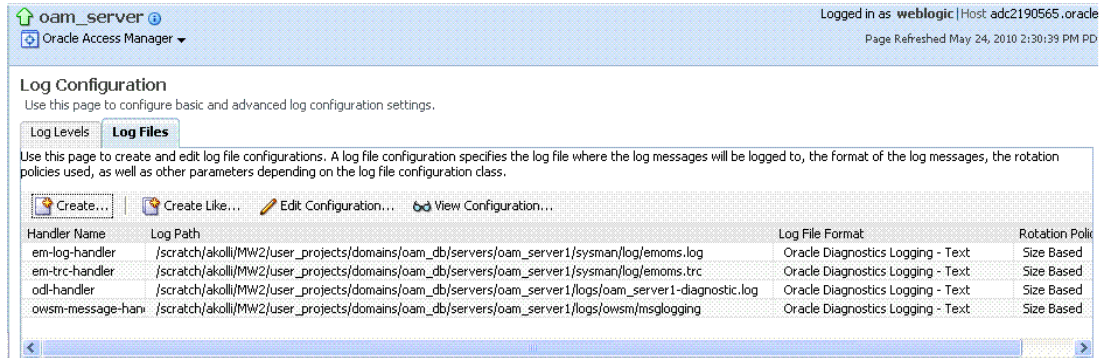 oam_server
Logged in as weblogic|Host adc2190565.oracle
Oracle Access Manager
Page Refreshed May 24, 2010 2:30:39 PM PD
Log Configuration
Use this page to configure basic and advanced log configuration settings.
Log Levels Log Files
Use this page to create and edit log file configurations. A log file configuration specifies the log file where the log messages will be logged to, the format of the log messages, the rotation
policies used, as well as other parameters depending on the log file configuration class.
Create... Create Like... Edit Configuration... View Configuration...
Handler Name Log Path Log File Format Rotation Polic
em-log-handler /scratch/akolli/MW2/user_projects/domains/oam_db/servers/oam_server1/sysman/log/emoms.log Oracle Diagnostics Logging - Text Size Based
em-trc-handler /scratch/akolli/MW2/user_projects/domains/oam_db/servers/oam_server1/sysman/log/emoms.trc Oracle Diagnostics Logging - Text Size Based
odl-handler /scratch/akolli/MW2/user_projects/domains/oam_db/servers/oam_server1/logs/oam_server1-diagnostic.log Oracle Diagnostics Logging - Text Size Based
owsm-message-han /scratch/akolli/MW2/user_projects/domains/oam_db/servers/oam_server1/logs/owsm/msglogging Oracle Diagnostics Logging - Text Size Based